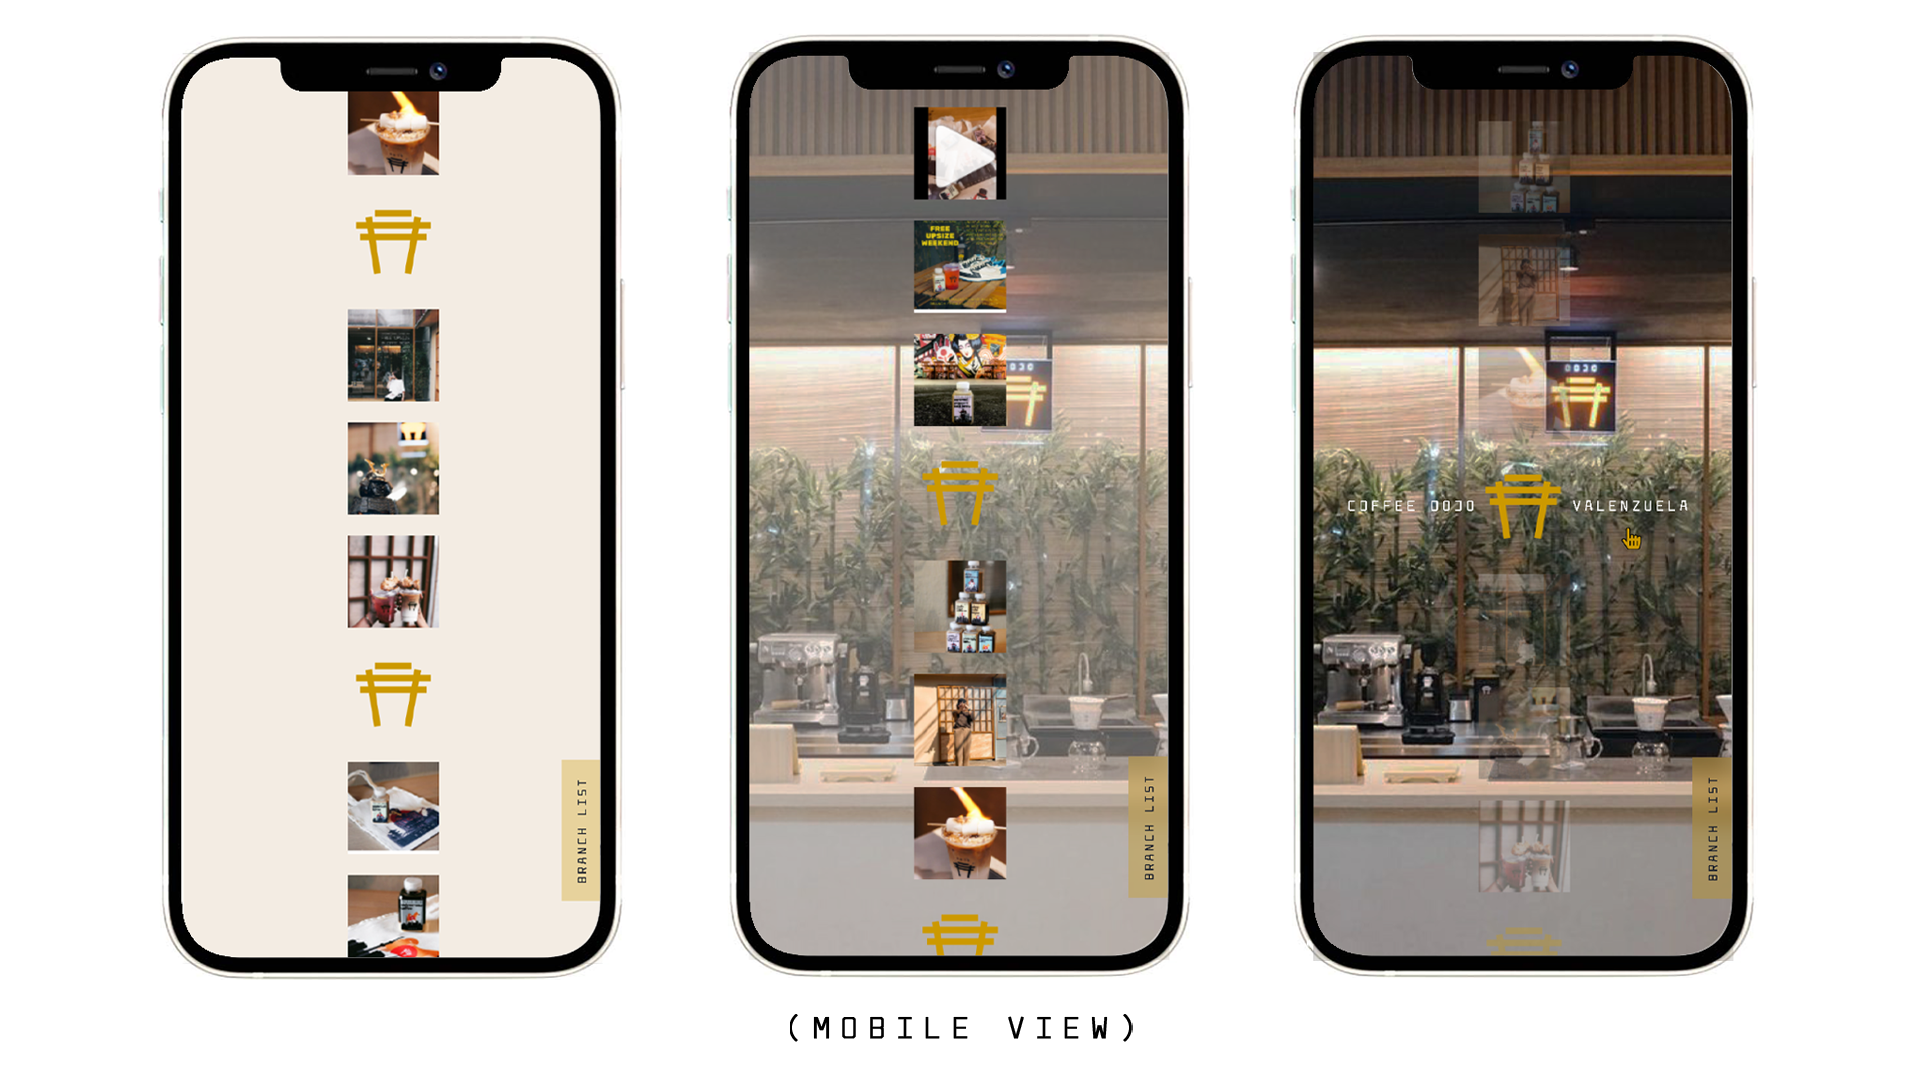 BRANCH LIST
FREE
UPSIZE
WEEKEND
DOJO
BRANCH LIST
DOJO
COFFEE DOJO VALENZUELA
BRANCH LIST
(MOBILE VIEW)